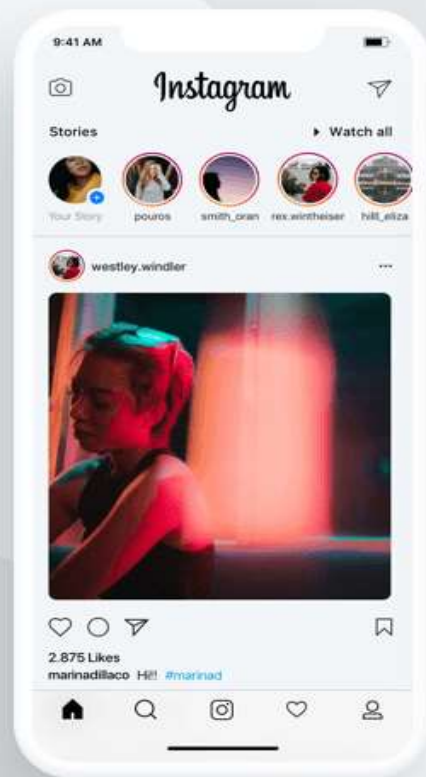 9:41 AM
Instagram
Stories
Watch all
Your Story
pouros
smith_oran
rex.wintheiser
hilll_eliza
westley.windler
2.875 Likes
marinadillaco Hi!! #marinad